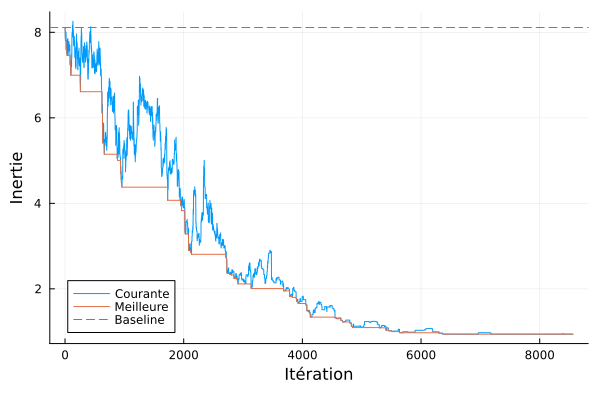 Inertie
8
6
4
2
Courante
Meilleure
Baseline
0 2000 4000 6000 8000
Itération